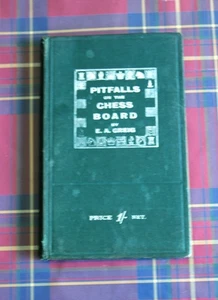 PITFALLS
ON THE
CHESS
BOARD
BY
E. A. GREIG
PRICE 1/- NET.